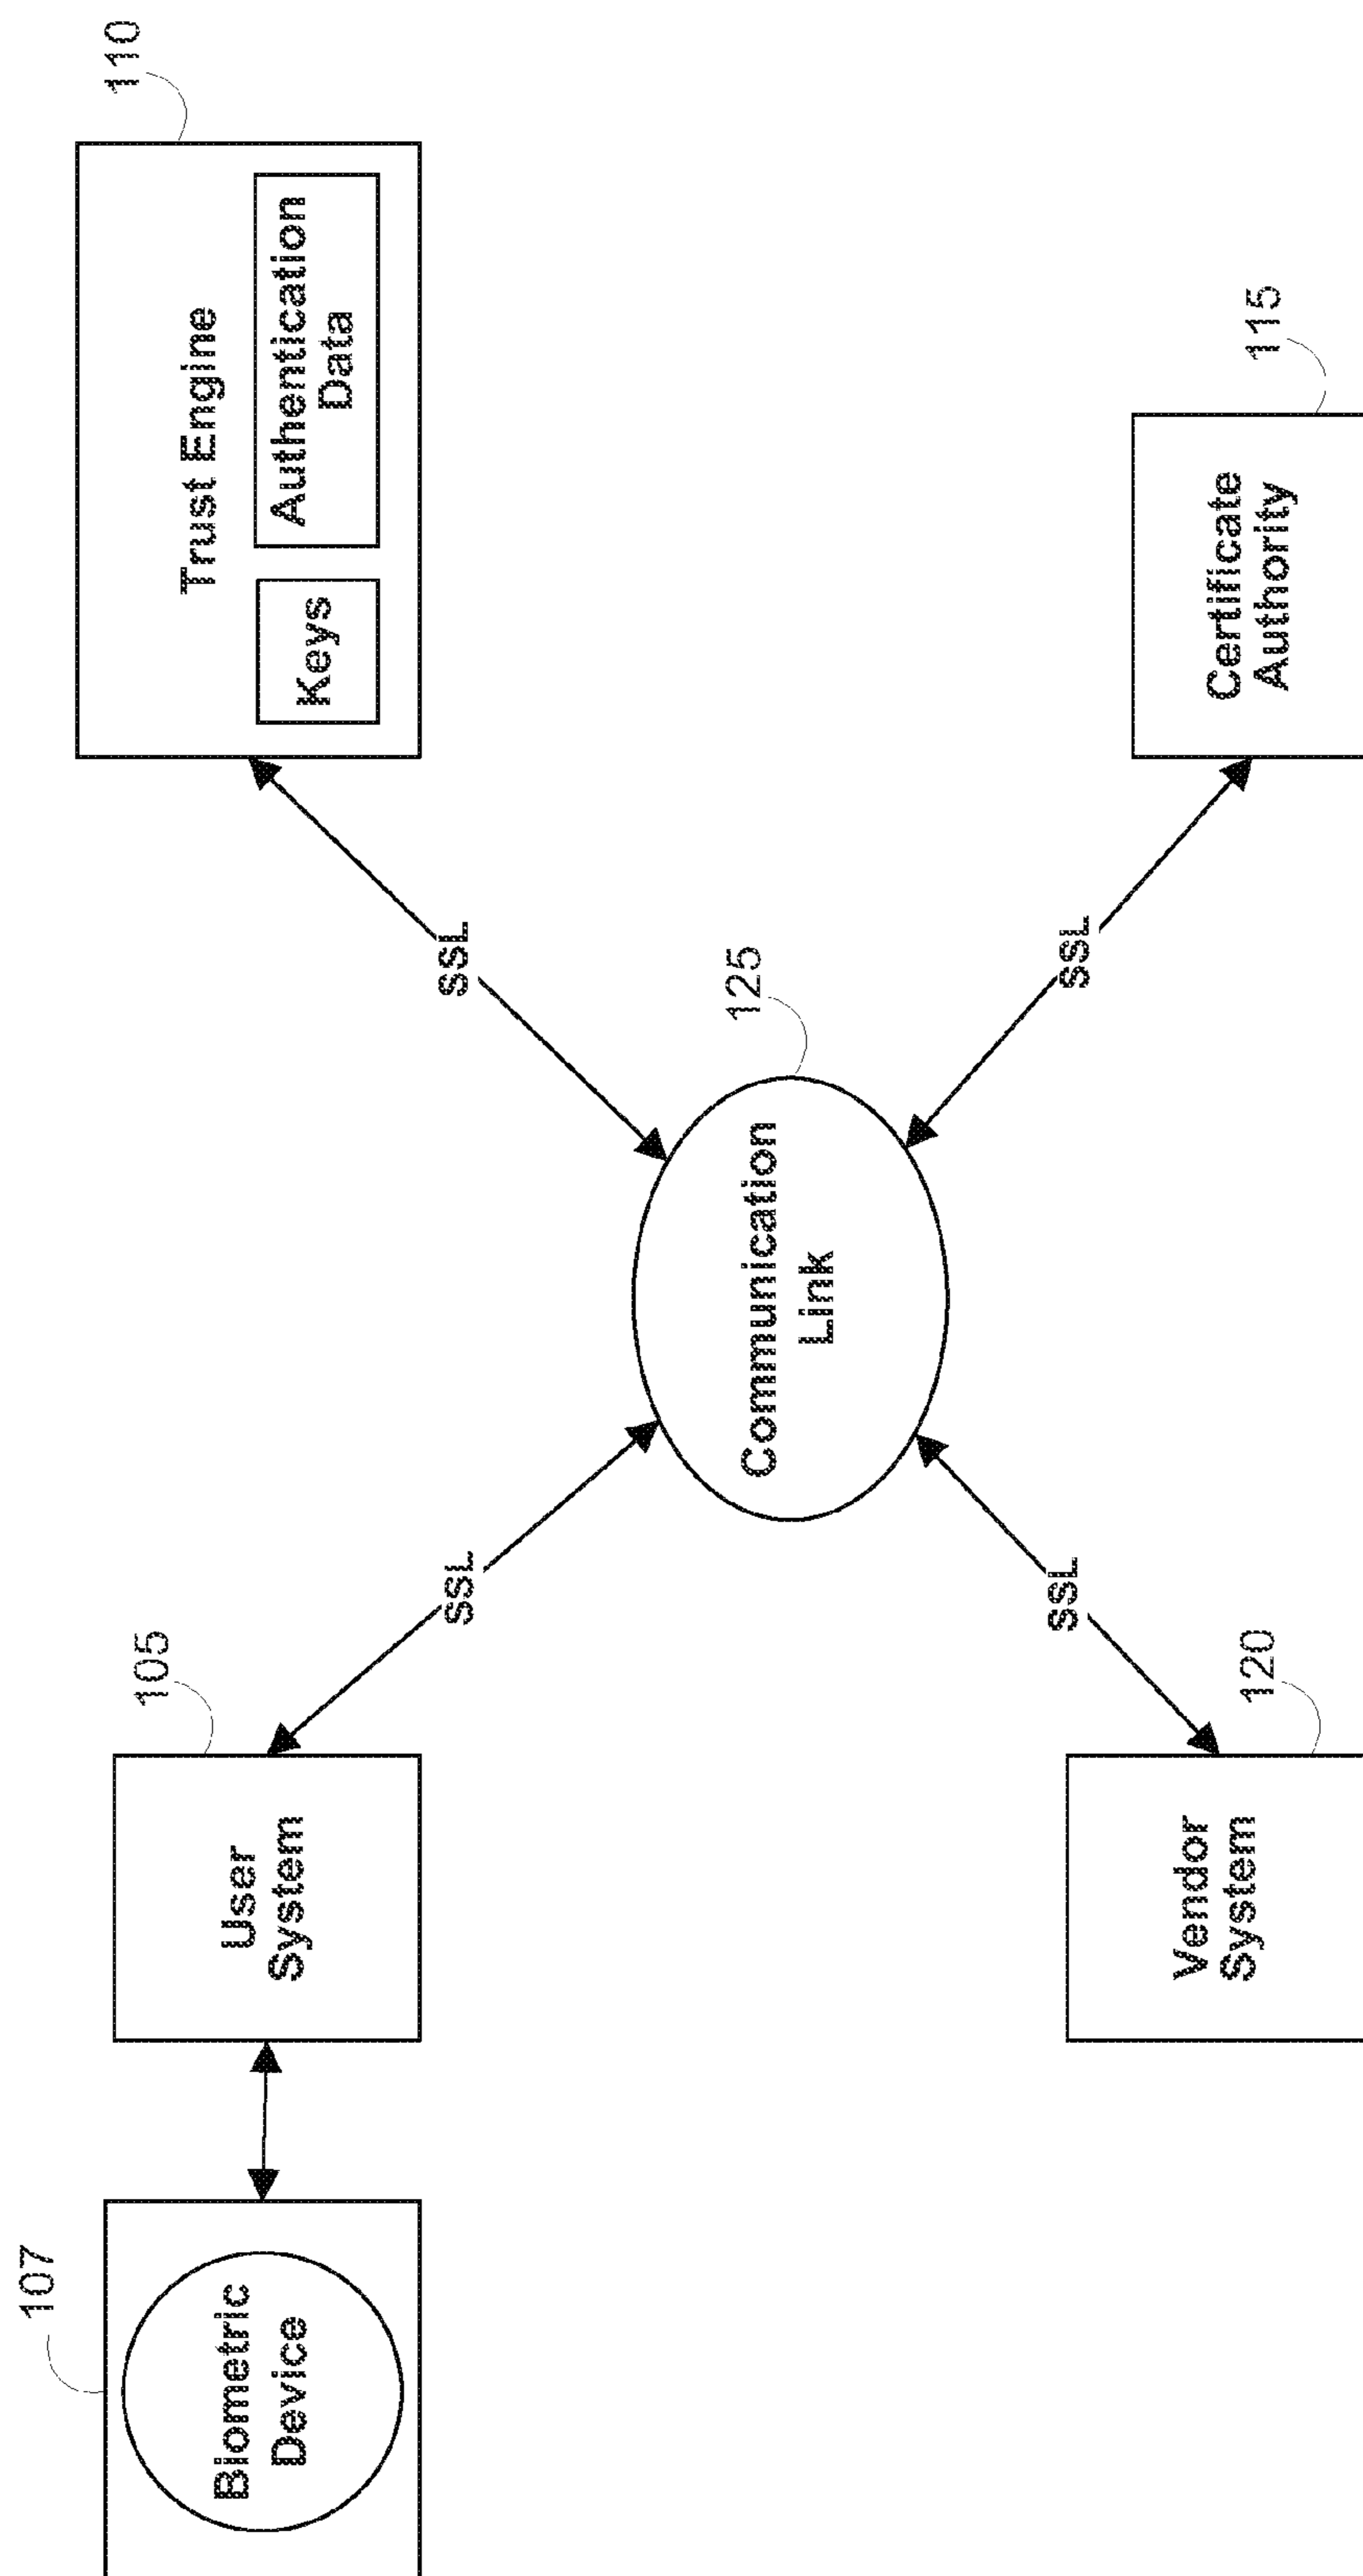 107
Biometric
Device
105
User
System
SSL
110
Trust Engine
Keys
Authentication
Data
SSL
125
Communication
Link
SSL
120
Vendor
System
SSL
115
Certificate
Authority